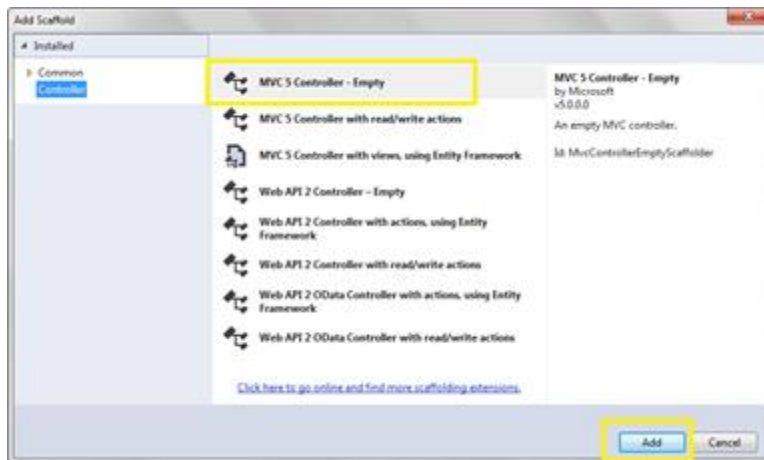 Add Scaffold
Installed
Common
Controller
MVC 5 Controller - Empty
MVC 5 Controller with read/write actions
MVC 5 Controller with views, using Entity Framework
Web API 2 Controller – Empty
Web API 2 Controller with actions, using Entity
Framework
Web API 2 Controller with read/write actions
Web API 2 OData Controller with actions, using Entity
Framework
Web API 2 OData Controller with read/write actions
Click here to go online and find more scaffolding extensions.
MVC 5 Controller - Empty
by Microsoft
v5.0.0.0
An empty MVC controller.
Id: MvcControllerEmptyScaffolder
Add
Cancel